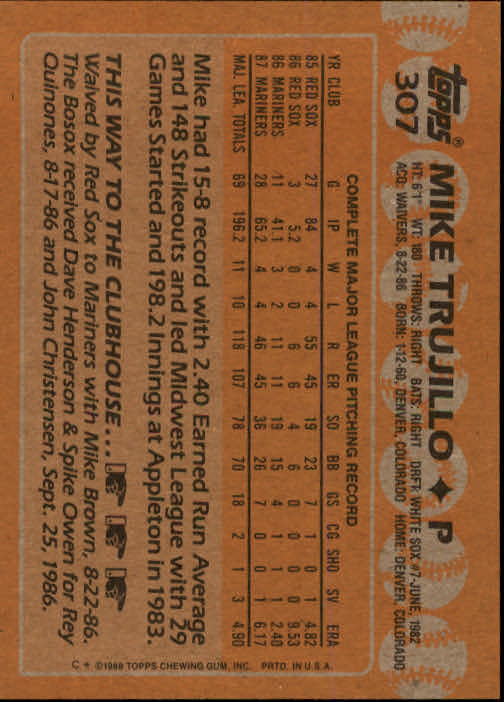 topps®
307
MIKE TRUJILLO ✦ P
HT: 6'1" WT: 180 THROWS: RIGHT BATS: RIGHT DRFT: WHITE SOX #7-JUNE, 1982
ACQ: WAIVERS, 8-22-86 BORN: 1-12-60, DENVER, COLORADO HOME: DENVER, COLORADO
COMPLETE MAJOR LEAGUE PITCHING RECORD
YR CLUB G IP W L R ER SO BB GS CG SHO SV ERA
85 RED SOX 27 84 4 4 55 45 19 23 7 1 0 1 4.82
86 RED SOX 3 5.2 0 0 6 6 4 6 0 0 0 0 9.53
86 MARINERS 11 41.1 3 2 11 11 19 15 4 1 1 1 2.40
87 MARINERS 28 65.2 4 4 46 45 36 26 7 0 0 1 6.17
MAJ. LEA. TOTALS 69 196.2 11 10 118 107 78 70 18 2 1 3 4.90
Mike had 15-8 record with 2.40 Earned Run Average
and 148 Strikeouts and led Midwest League with 29
Games Started and 198.2 Innings at Appleton in 1983.
THIS WAY TO THE CLUBHOUSE...
Waived by Red Sox to Mariners with Mike Brown, 8-22-86.
The Bosox received Dave Henderson & Spike Owen for Rey
Quinones, 8-17-86 and John Christensen, Sept. 25, 1986.
C* ©1988 TOPPS CHEWING GUM, INC. PRTD. IN U.S.A.